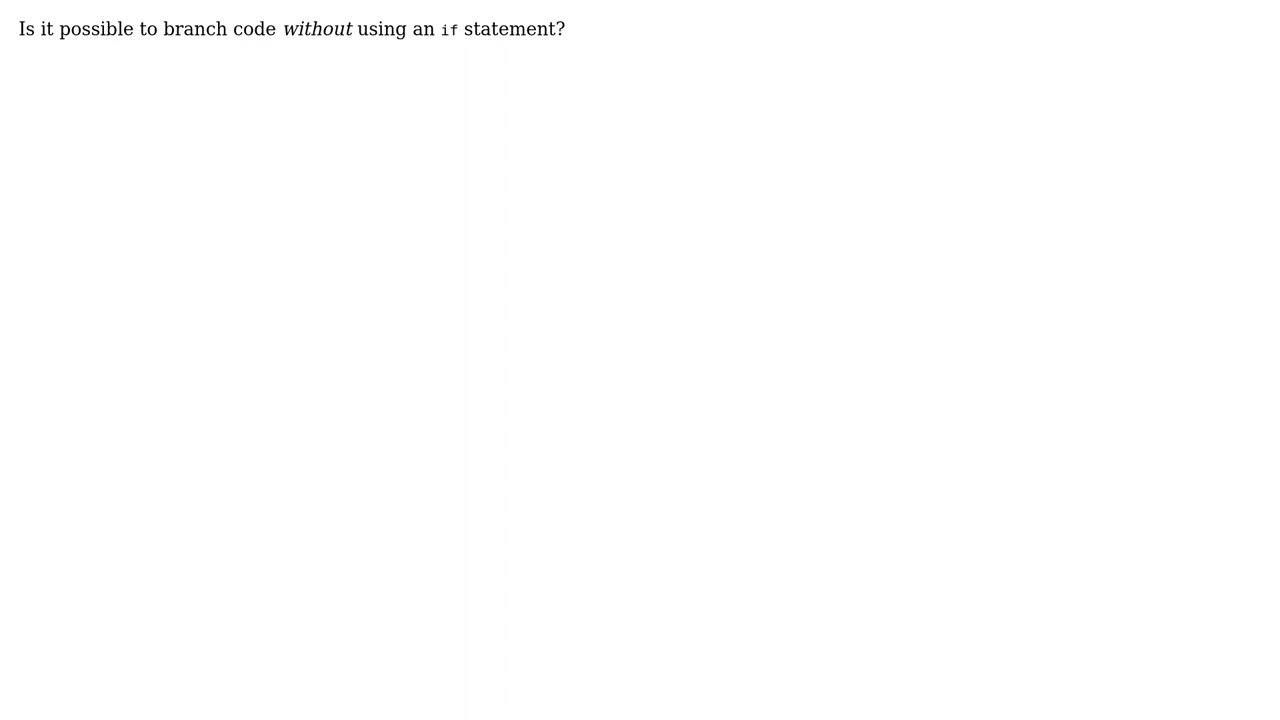 Is it possible to branch code without using an if statement?